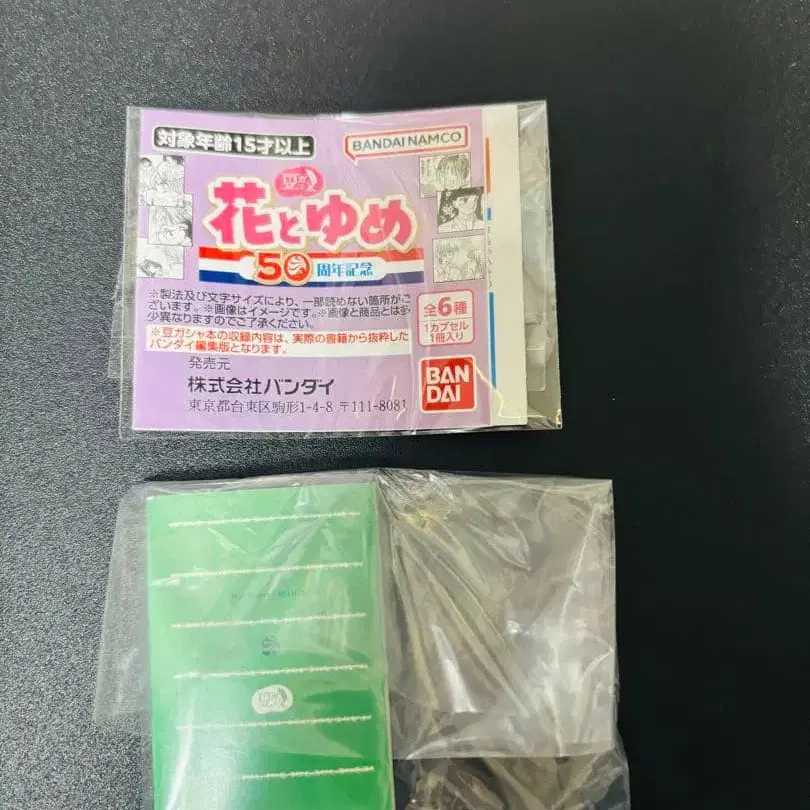 対象年齢15才以上
BANDAI NAMCO
花とゆめ
50周年記念
※製法及び文字サイズにより、一部読めない箇所がご
ざいます。※画像はイメージです。※画像と商品とは多
少異なりますのでご了承ください。
※豆ガシャ本の収録内容は、実際の書籍から抜粋した
バンダイ編集版となります。
全6種
1カプセル
1冊入り
発売元
株式会社バンダイ
東京都台東区駒形1-4-8 〒111-8081
BAN
DAI